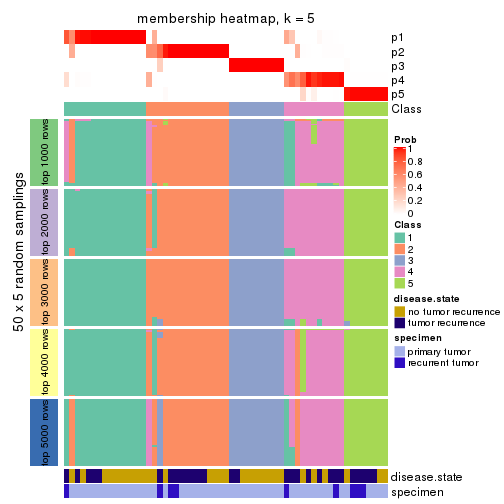 membership heatmap, k = 5
p1
p2
p3
p4
p5
Class
50 x 5 random samplings
top 1000 rows
top 2000 rows
top 3000 rows
top 4000 rows
top 5000 rows
disease.state
specimen
Prob
1
0.8
0.6
0.4
0.2
0
Class
1
2
3
4
5
disease.state
no tumor recurrence
tumor recurrence
specimen
primary tumor
recurrent tumor